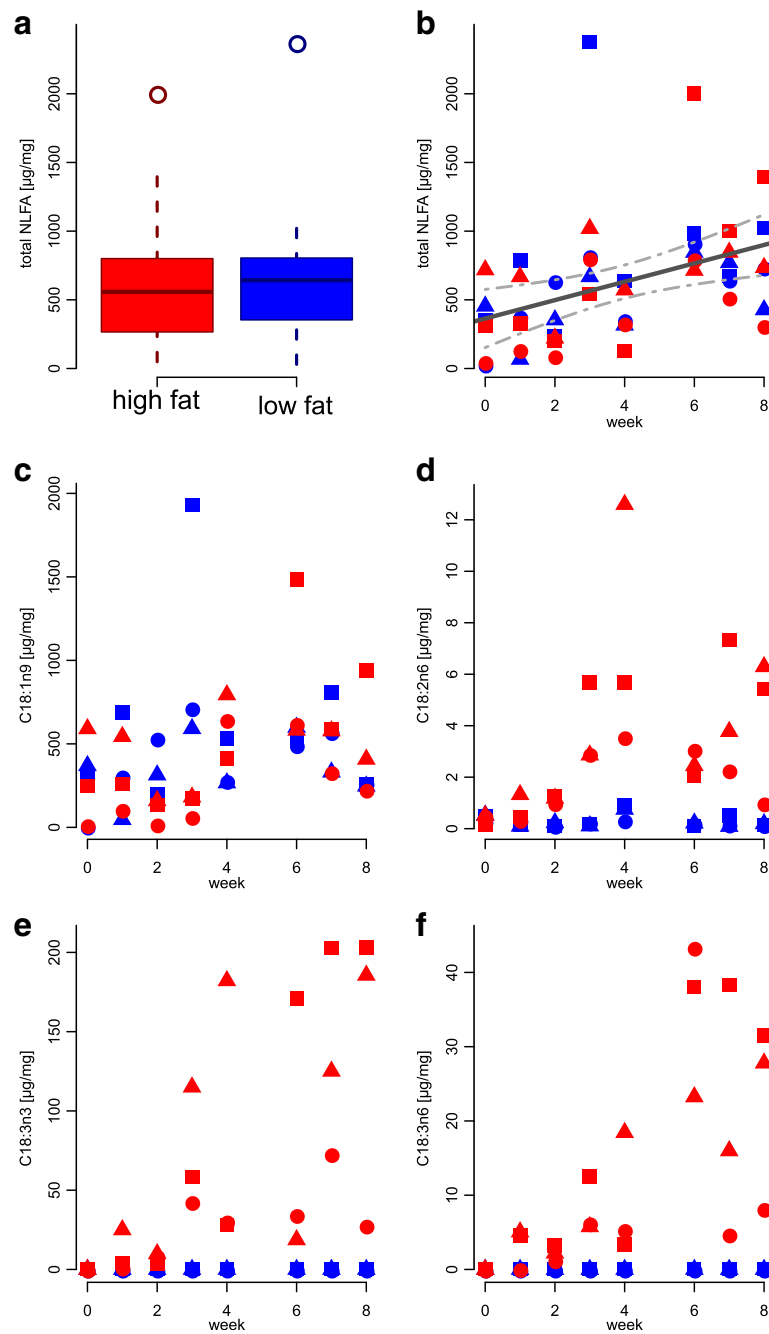 a
total NLFA [µg/mg]
0
500
1000
1500
2000
high fat
low fat
b
total NLFA [µg/mg]
0
500
1000
1500
2000
0 2 4 6 8
week
c
C18:1n9 [µg/mg]
0
500
1000
1500
2000
0 2 4 6 8
week
d
C18:2n6 [µg/mg]
0
2
4
6
8
10
12
0 2 4 6 8
week
e
C18:3n3 [µg/mg]
0
50
100
150
200
0 2 4 6 8
week
f
C18:3n6 [µg/mg]
0
10
20
30
40
0 2 4 6 8
week